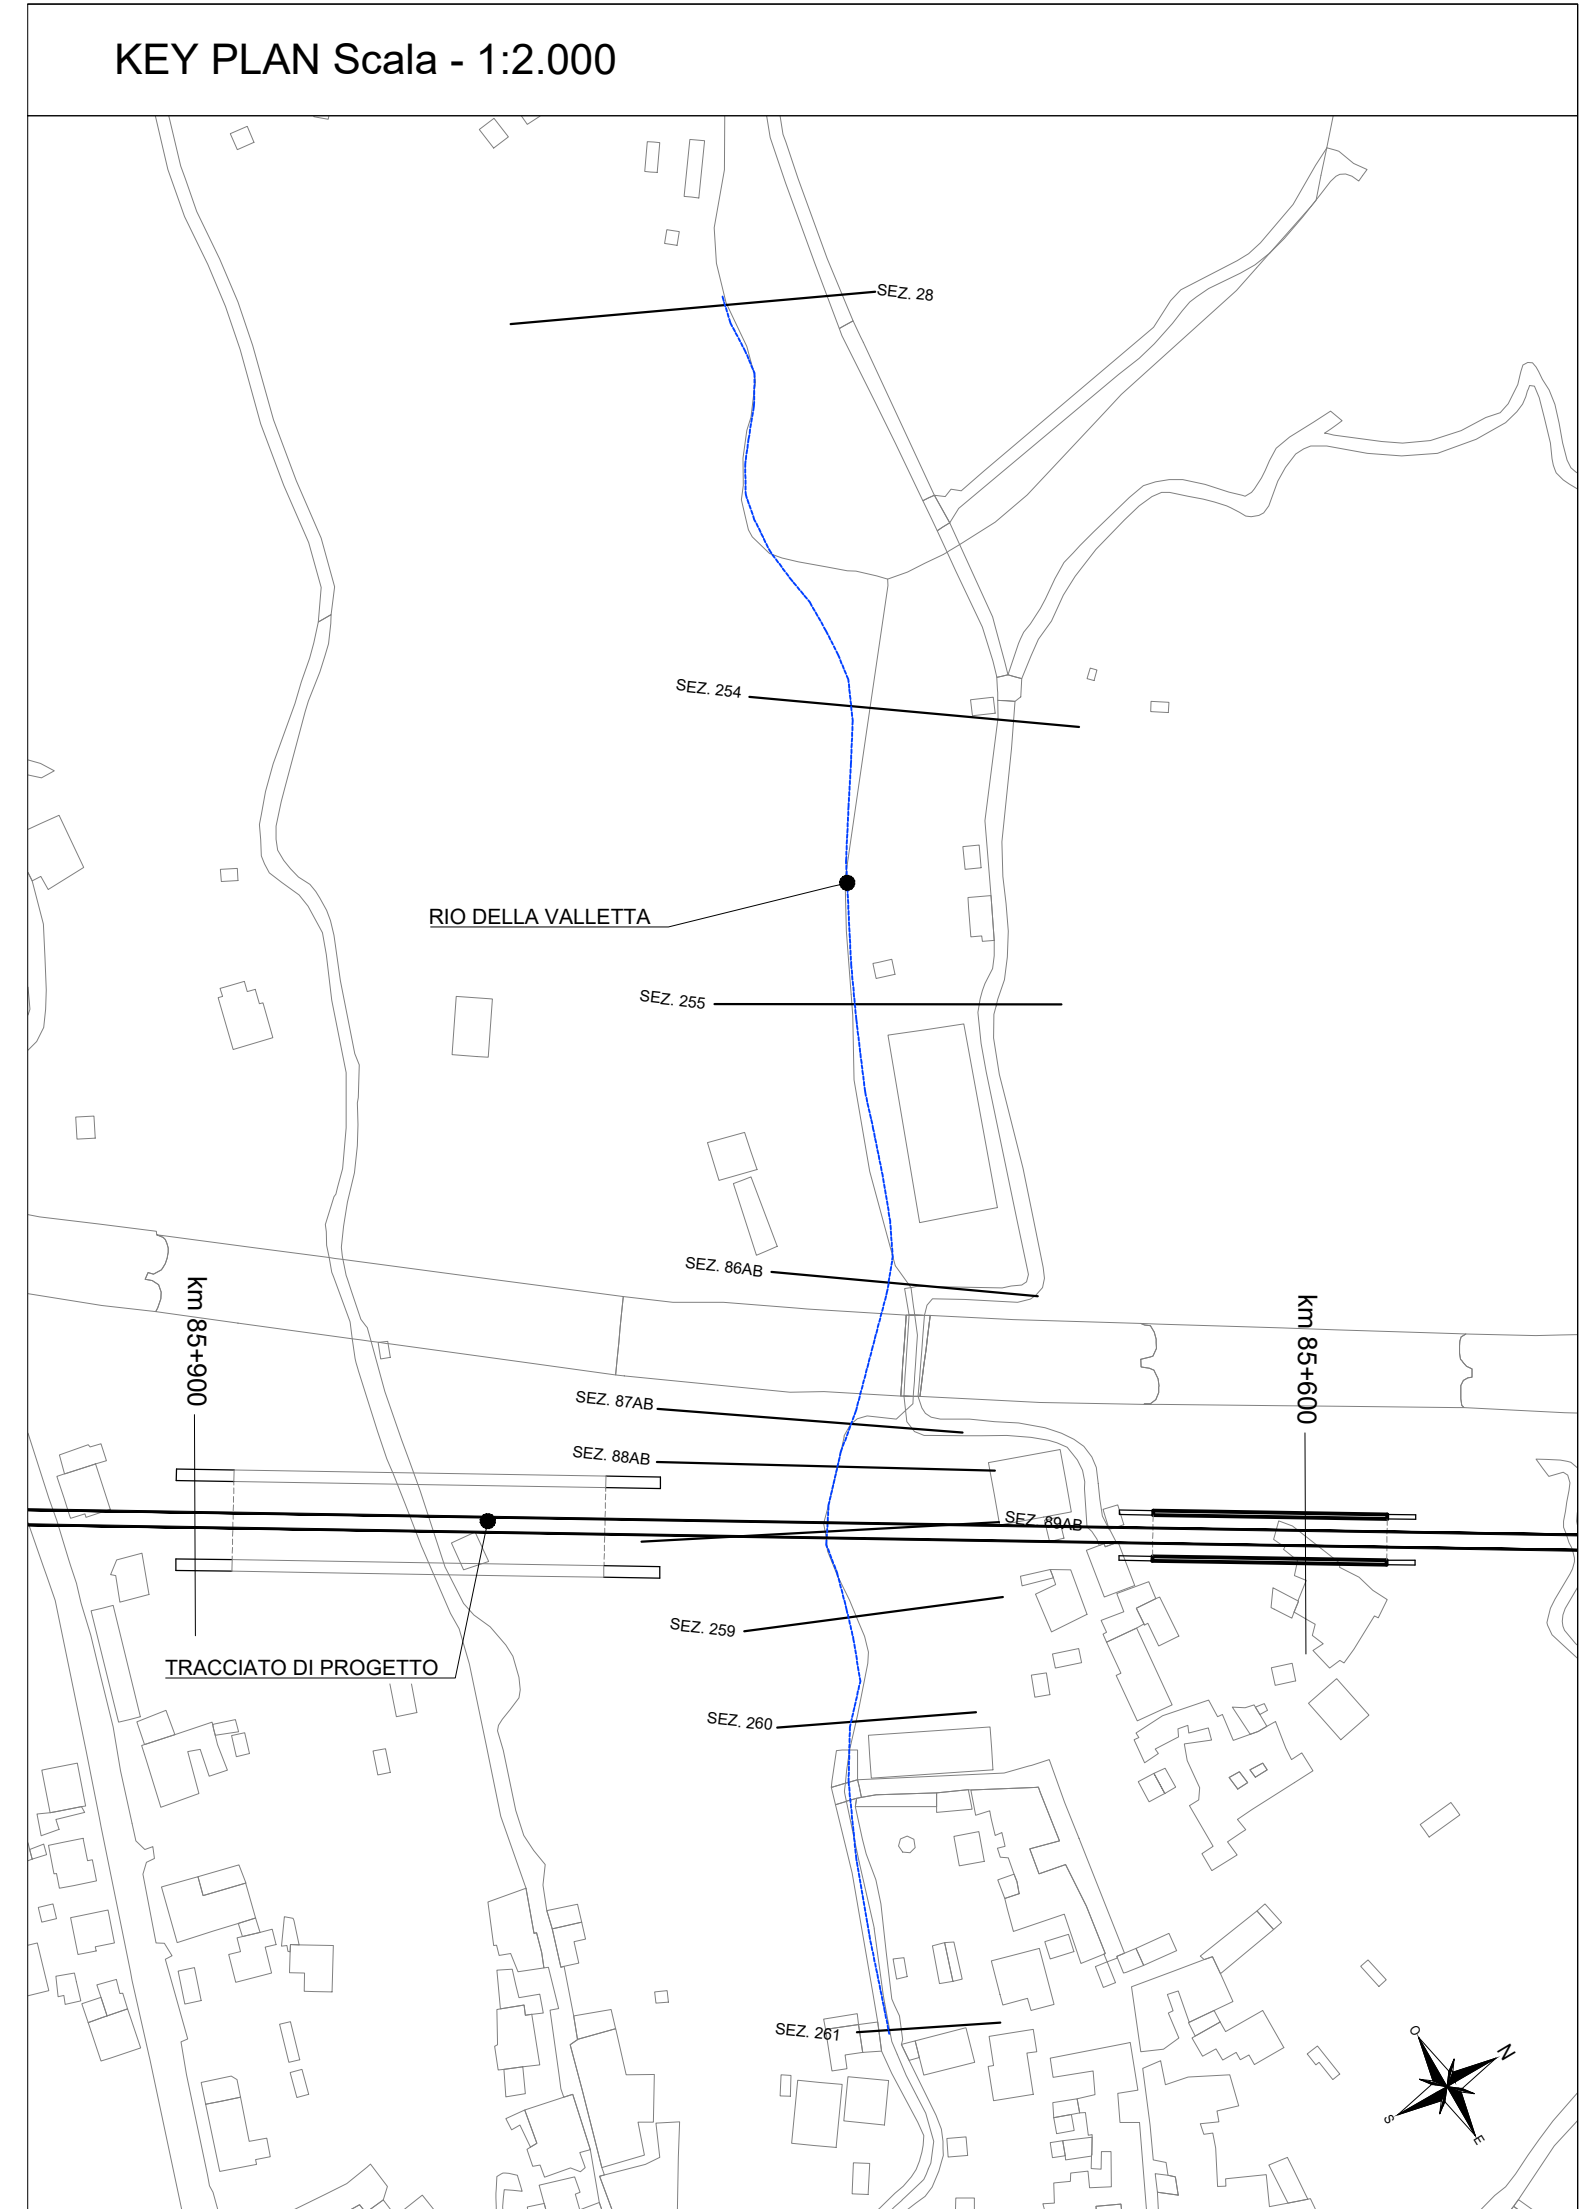 KEY PLAN Scala - 1:2.000
SEZ. 28
SEZ. 254
RIO DELLA VALLETTA
SEZ. 255
SEZ. 86AB
km 85+900
km 85+600
SEZ. 87AB
SEZ. 88AB
SEZ. 89AB
SEZ. 259
TRACCIATO DI PROGETTO
SEZ. 260
SEZ. 261
O
N
S
E